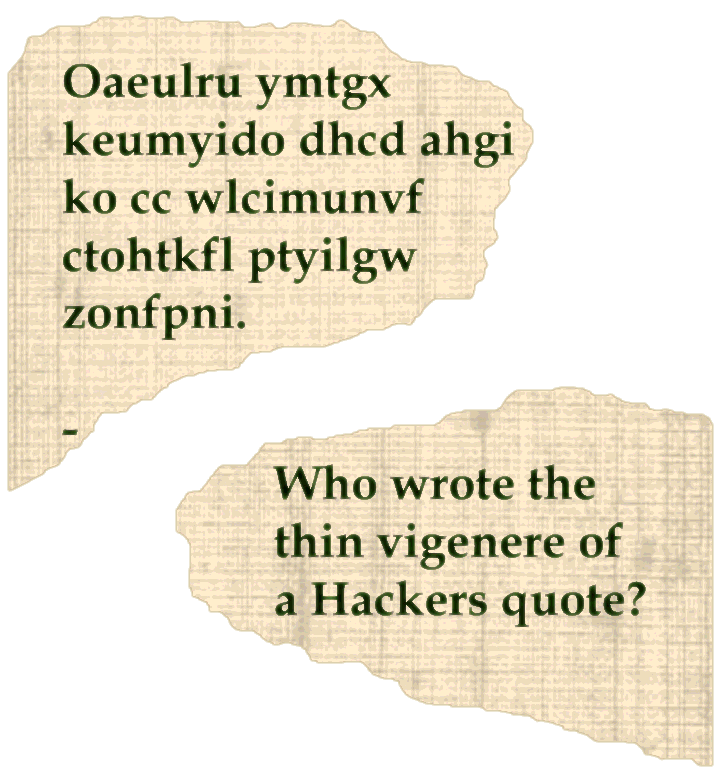 Oaeulru ymtgx
keumyido dhcd ahgi
ko cc wlcimunvf
ctohtkfl ptyilgw
zonfpni.
-
Who wrote the
thin vigenere of
a Hackers quote?